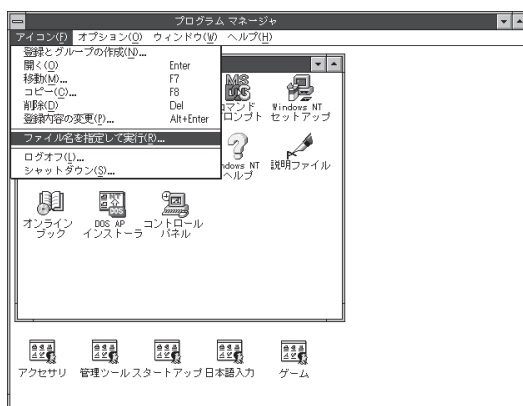 プログラム マネージャ
アイコン(F) オプション(O) ウィンドウ(W) ヘルプ(H)
登録とグループの作成(N)...
開く(O) Enter
移動(M)... F7
コピー(C)... F8
削除(D) Del
登録内容の変更(P)... Alt+Enter
ファイル名を指定して実行(R)...
ログオフ(L)...
シャットダウン(S)...
MS
DOS
マンド
ロンプト
Windows NT
セットアップ
ndows NT
ヘルプ
説明ファイル
オンライン
ブック
DOS AP
インストーラ
コントロール
パネル
アクセサリ 管理ツール スタートアップ 日本語入力 ゲーム